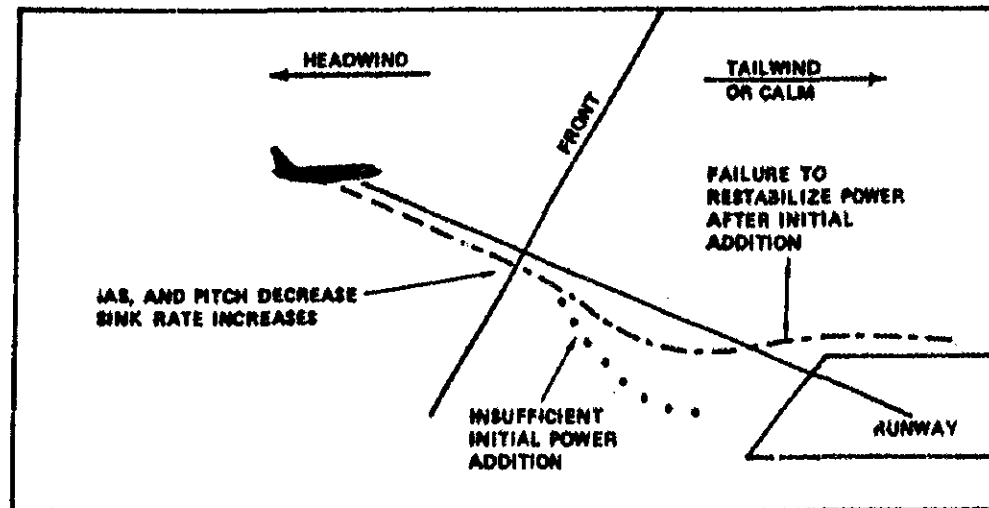 HEADWIND
TAILWIND
OR CALM
FRONT
FAILURE TO
RESTABILIZE POWER
AFTER INITIAL
ADDITION
IAS, AND PITCH DECREASE
SINK RATE INCREASES
INSUFFICIENT
INITIAL POWER
ADDITION
RUNWAY